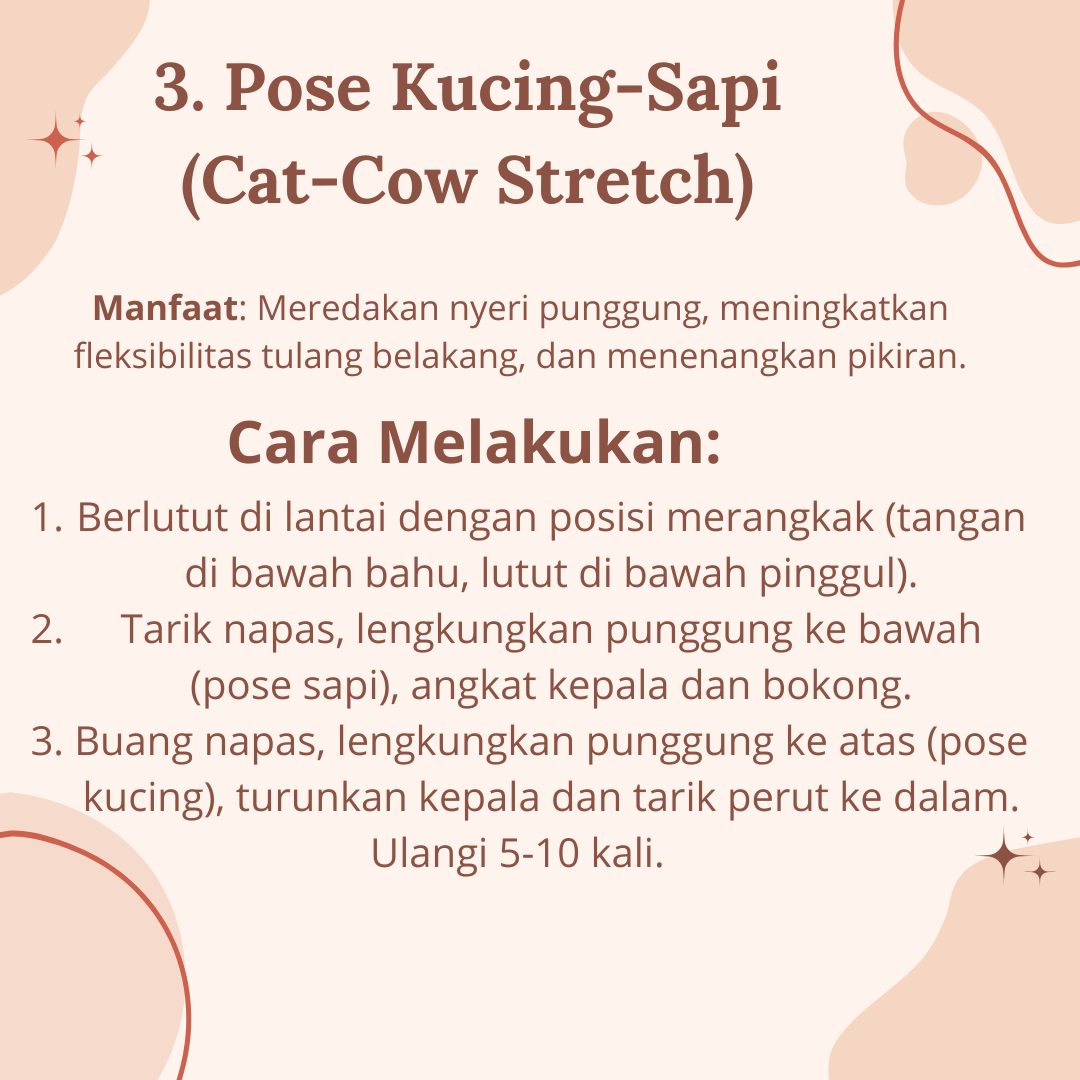 3. Pose Kucing-Sapi
(Cat-Cow Stretch)
Manfaat: Meredakan nyeri punggung, meningkatkan
fleksibilitas tulang belakang, dan menenangkan pikiran.
Cara Melakukan:
1. Berlutut di lantai dengan posisi merangkak (tangan
di bawah bahu, lutut di bawah pinggul).
2. Tarik napas, lengkungkan punggung ke bawah
(pose sapi), angkat kepala dan bokong.
3. Buang napas, lengkungkan punggung ke atas (pose
kucing), turunkan kepala dan tarik perut ke dalam.
Ulangi 5-10 kali.